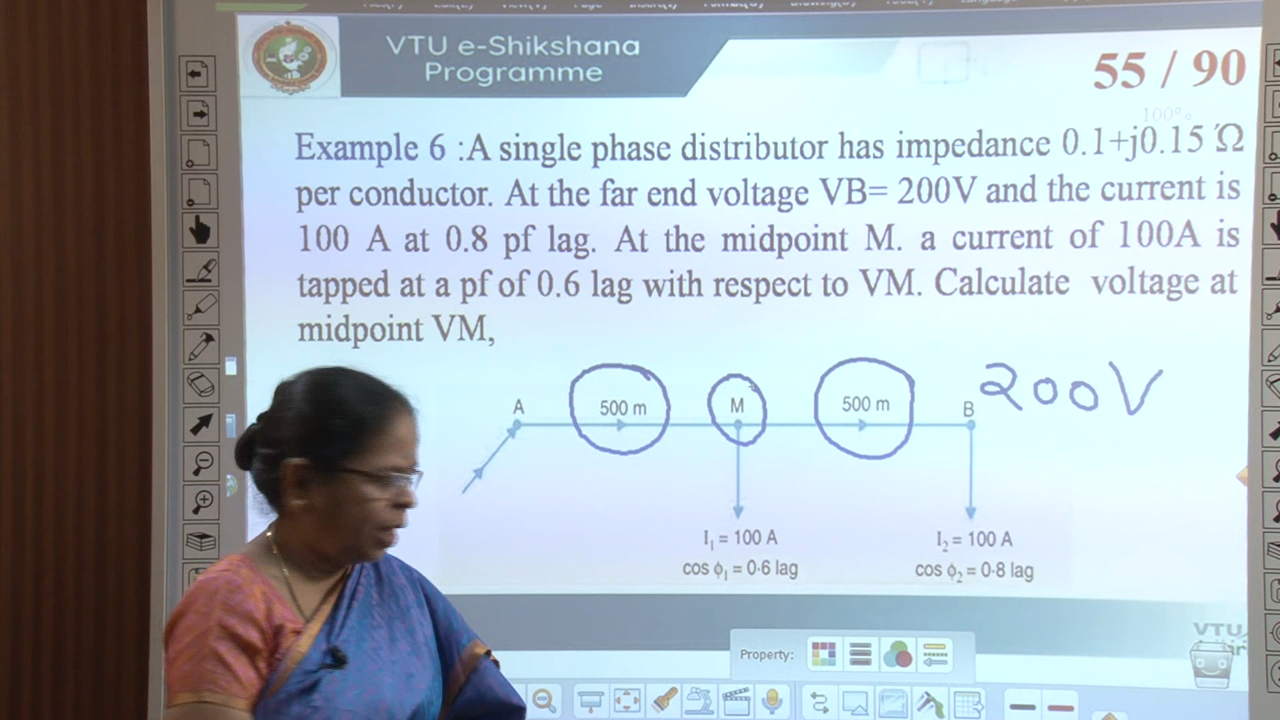 VTU e-Shikshana
Programme
55 / 90
100°
Example 6 :A single phase distributor has impedance 0.1+j0.15 Ω
per conductor. At the far end voltage VB= 200V and the current is
100 A at 0.8 pf lag. At the midpoint M. a current of 100A is
tapped at a pf of 0.6 lag with respect to VM. Calculate voltage at
midpoint VM,
A 500 m M 500 m B 200V
I₁ = 100 A I₂ = 100 A
cos ϕ₁ = 0·6 lag cos ϕ₂ = 0·8 lag
VTU
Property: